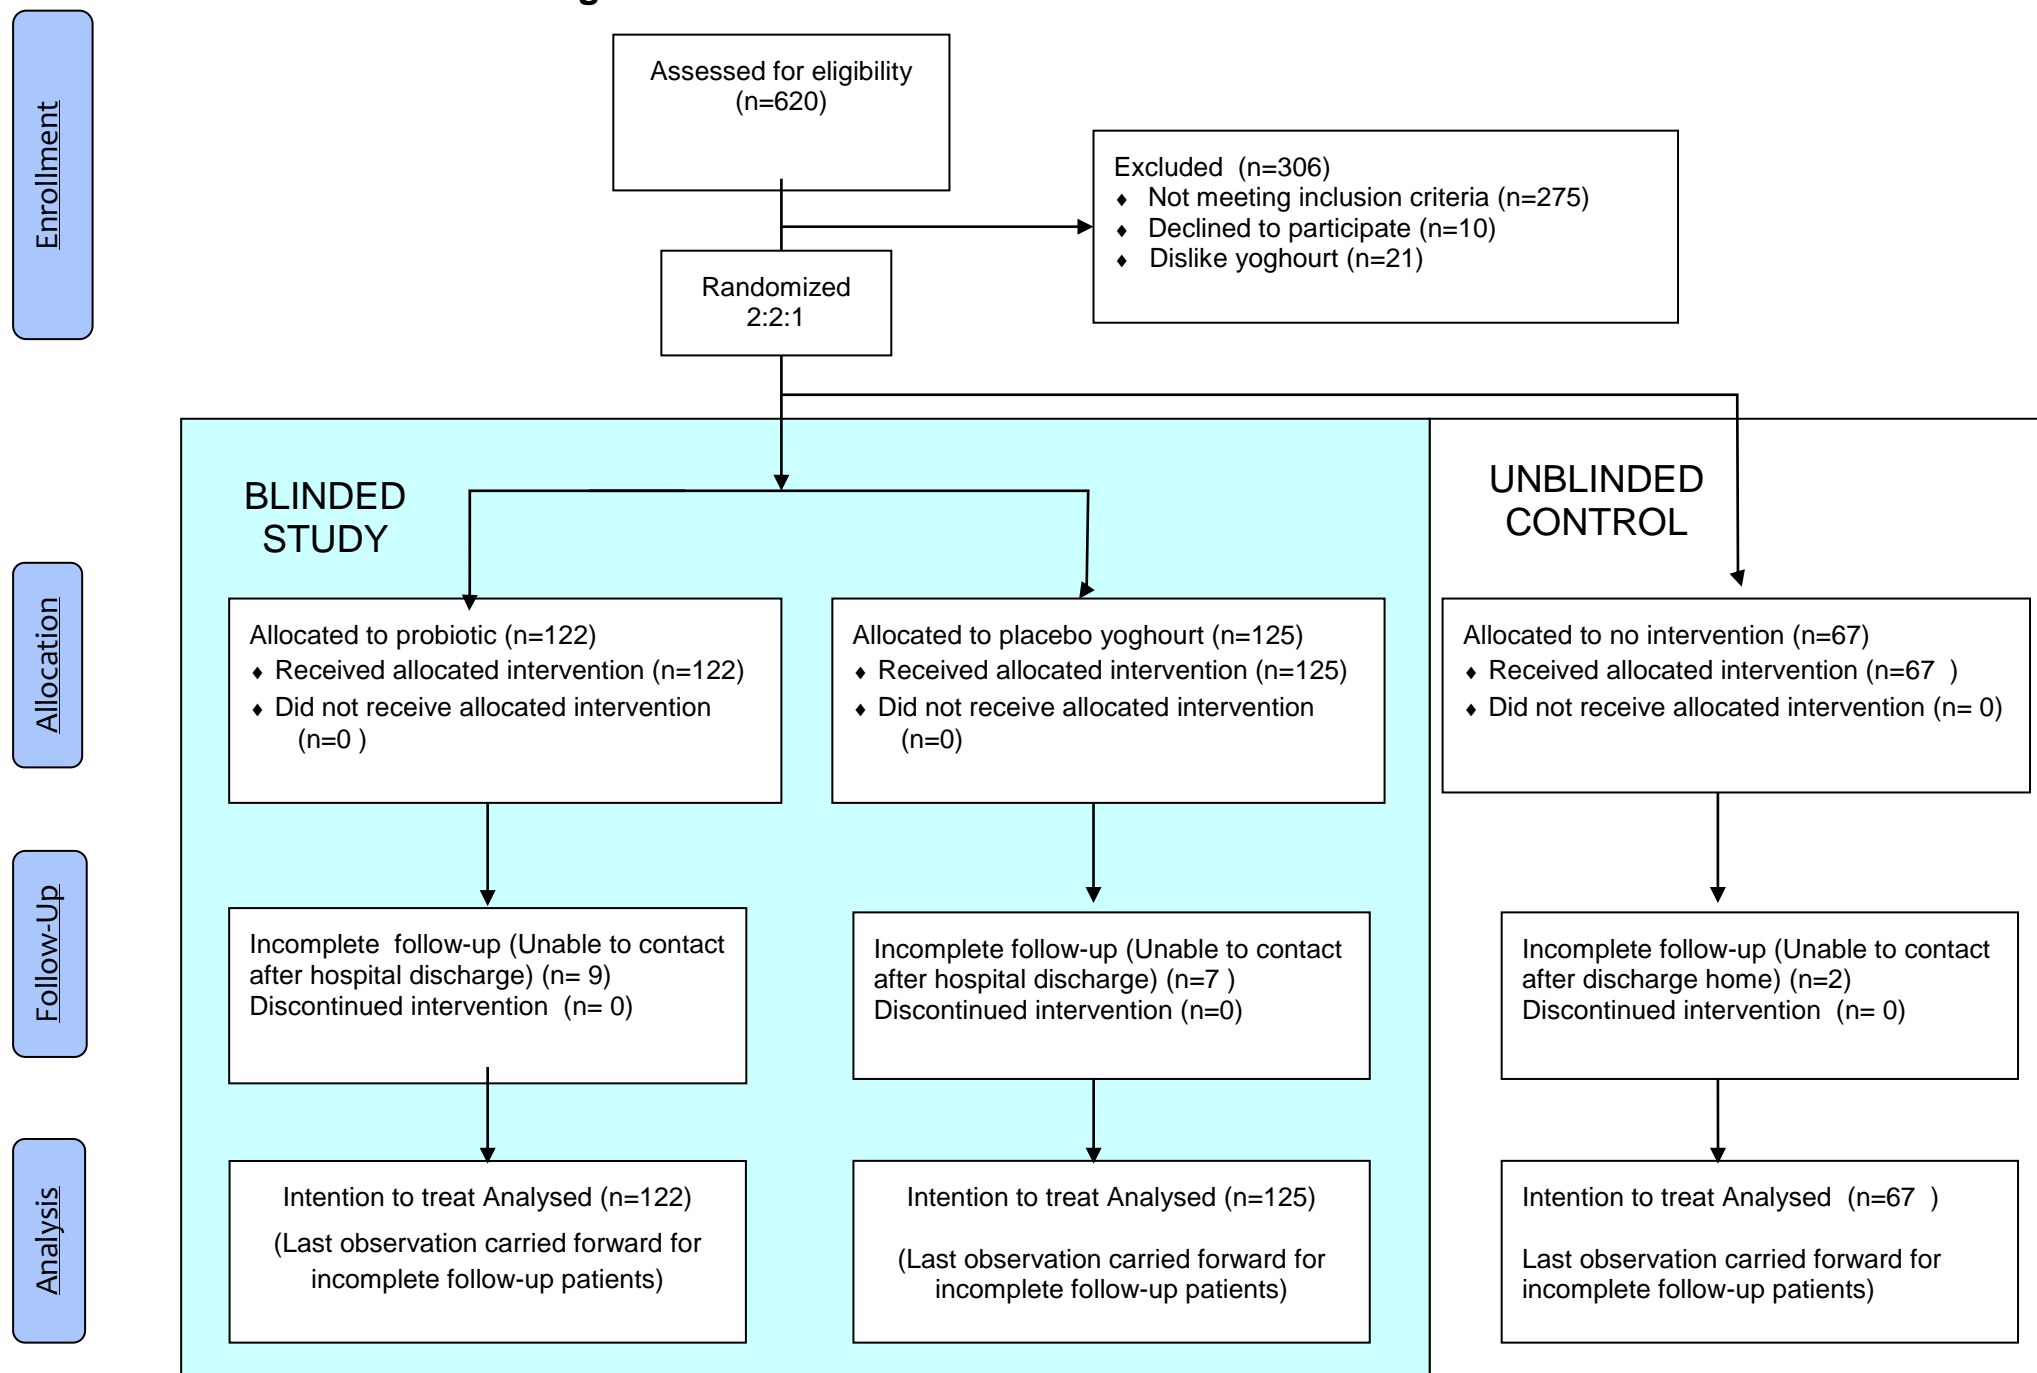 Enrollment
Assessed for eligibility
(n=620)
Excluded (n=306)
♦ Not meeting inclusion criteria (n=275)
♦ Declined to participate (n=10)
♦ Dislike yoghourt (n=21)
Randomized
2:2:1
BLINDED
STUDY
UNBLINDED
CONTROL
Allocation
Allocated to probiotic (n=122)
♦ Received allocated intervention (n=122)
♦ Did not receive allocated intervention
(n=0 )
Allocated to placebo yoghourt (n=125)
♦ Received allocated intervention (n=125)
♦ Did not receive allocated intervention
(n=0)
Allocated to no intervention (n=67)
♦ Received allocated intervention (n=67 )
♦ Did not receive allocated intervention (n= 0)
Follow-Up
Incomplete follow-up (Unable to contact
after hospital discharge) (n= 9)
Discontinued intervention (n= 0)
Incomplete follow-up (Unable to contact
after hospital discharge) (n=7 )
Discontinued intervention (n=0)
Incomplete follow-up (Unable to contact
after discharge home) (n=2)
Discontinued intervention (n= 0)
Analysis
Intention to treat Analysed (n=122)
(Last observation carried forward for
incomplete follow-up patients)
Intention to treat Analysed (n=125)
(Last observation carried forward for
incomplete follow-up patients)
Intention to treat Analysed (n=67 )
Last observation carried forward for
incomplete follow-up patients)